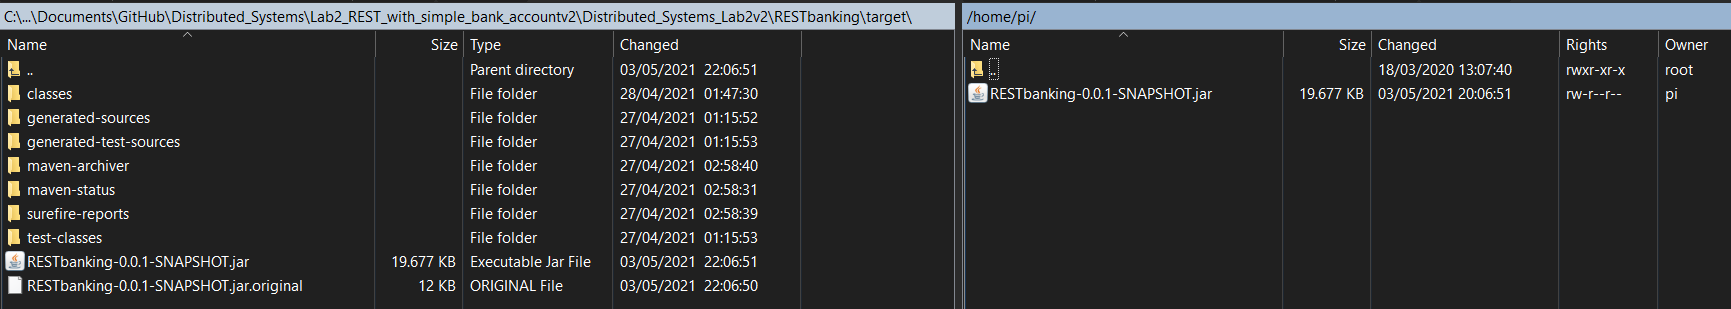 C:\...\Documents\GitHub\Distributed_Systems\Lab2_REST_with_simple_bank_accountv2\Distributed_Systems_Lab2v2\RESTbanking\target\
Name Size Type Changed
.. Parent directory 03/05/2021 22:06:51
classes File folder 28/04/2021 01:47:30
generated-sources File folder 27/04/2021 01:15:52
generated-test-sources File folder 27/04/2021 01:15:53
maven-archiver File folder 27/04/2021 02:58:40
maven-status File folder 27/04/2021 02:58:31
surefire-reports File folder 27/04/2021 02:58:39
test-classes File folder 27/04/2021 01:15:53
RESTbanking-0.0.1-SNAPSHOT.jar 19.677 KB Executable Jar File 03/05/2021 22:06:51
RESTbanking-0.0.1-SNAPSHOT.jar.original 12 KB ORIGINAL File 03/05/2021 22:06:50
/home/pi/
Name Size Changed Rights Owner
.. 18/03/2020 13:07:40 rwxr-xr-x root
RESTbanking-0.0.1-SNAPSHOT.jar 19.677 KB 03/05/2021 20:06:51 rw-r--r-- pi